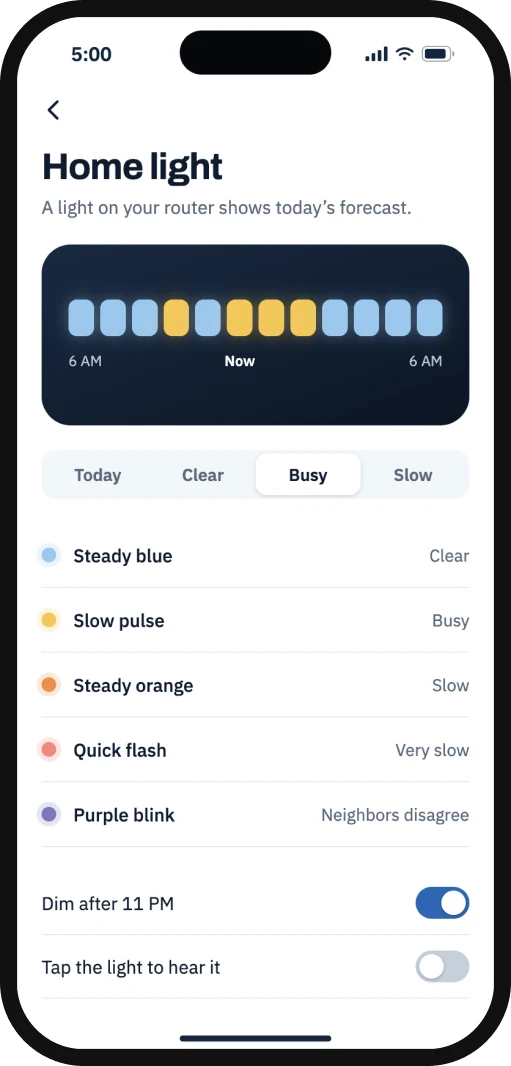 5:00
Home light
A light on your router shows today’s forecast.
6 AM Now 6 AM
Today Clear Busy Slow
Steady blue Clear
Slow pulse Busy
Steady orange Slow
Quick flash Very slow
Purple blink Neighbors disagree
Dim after 11 PM
Tap the light to hear it